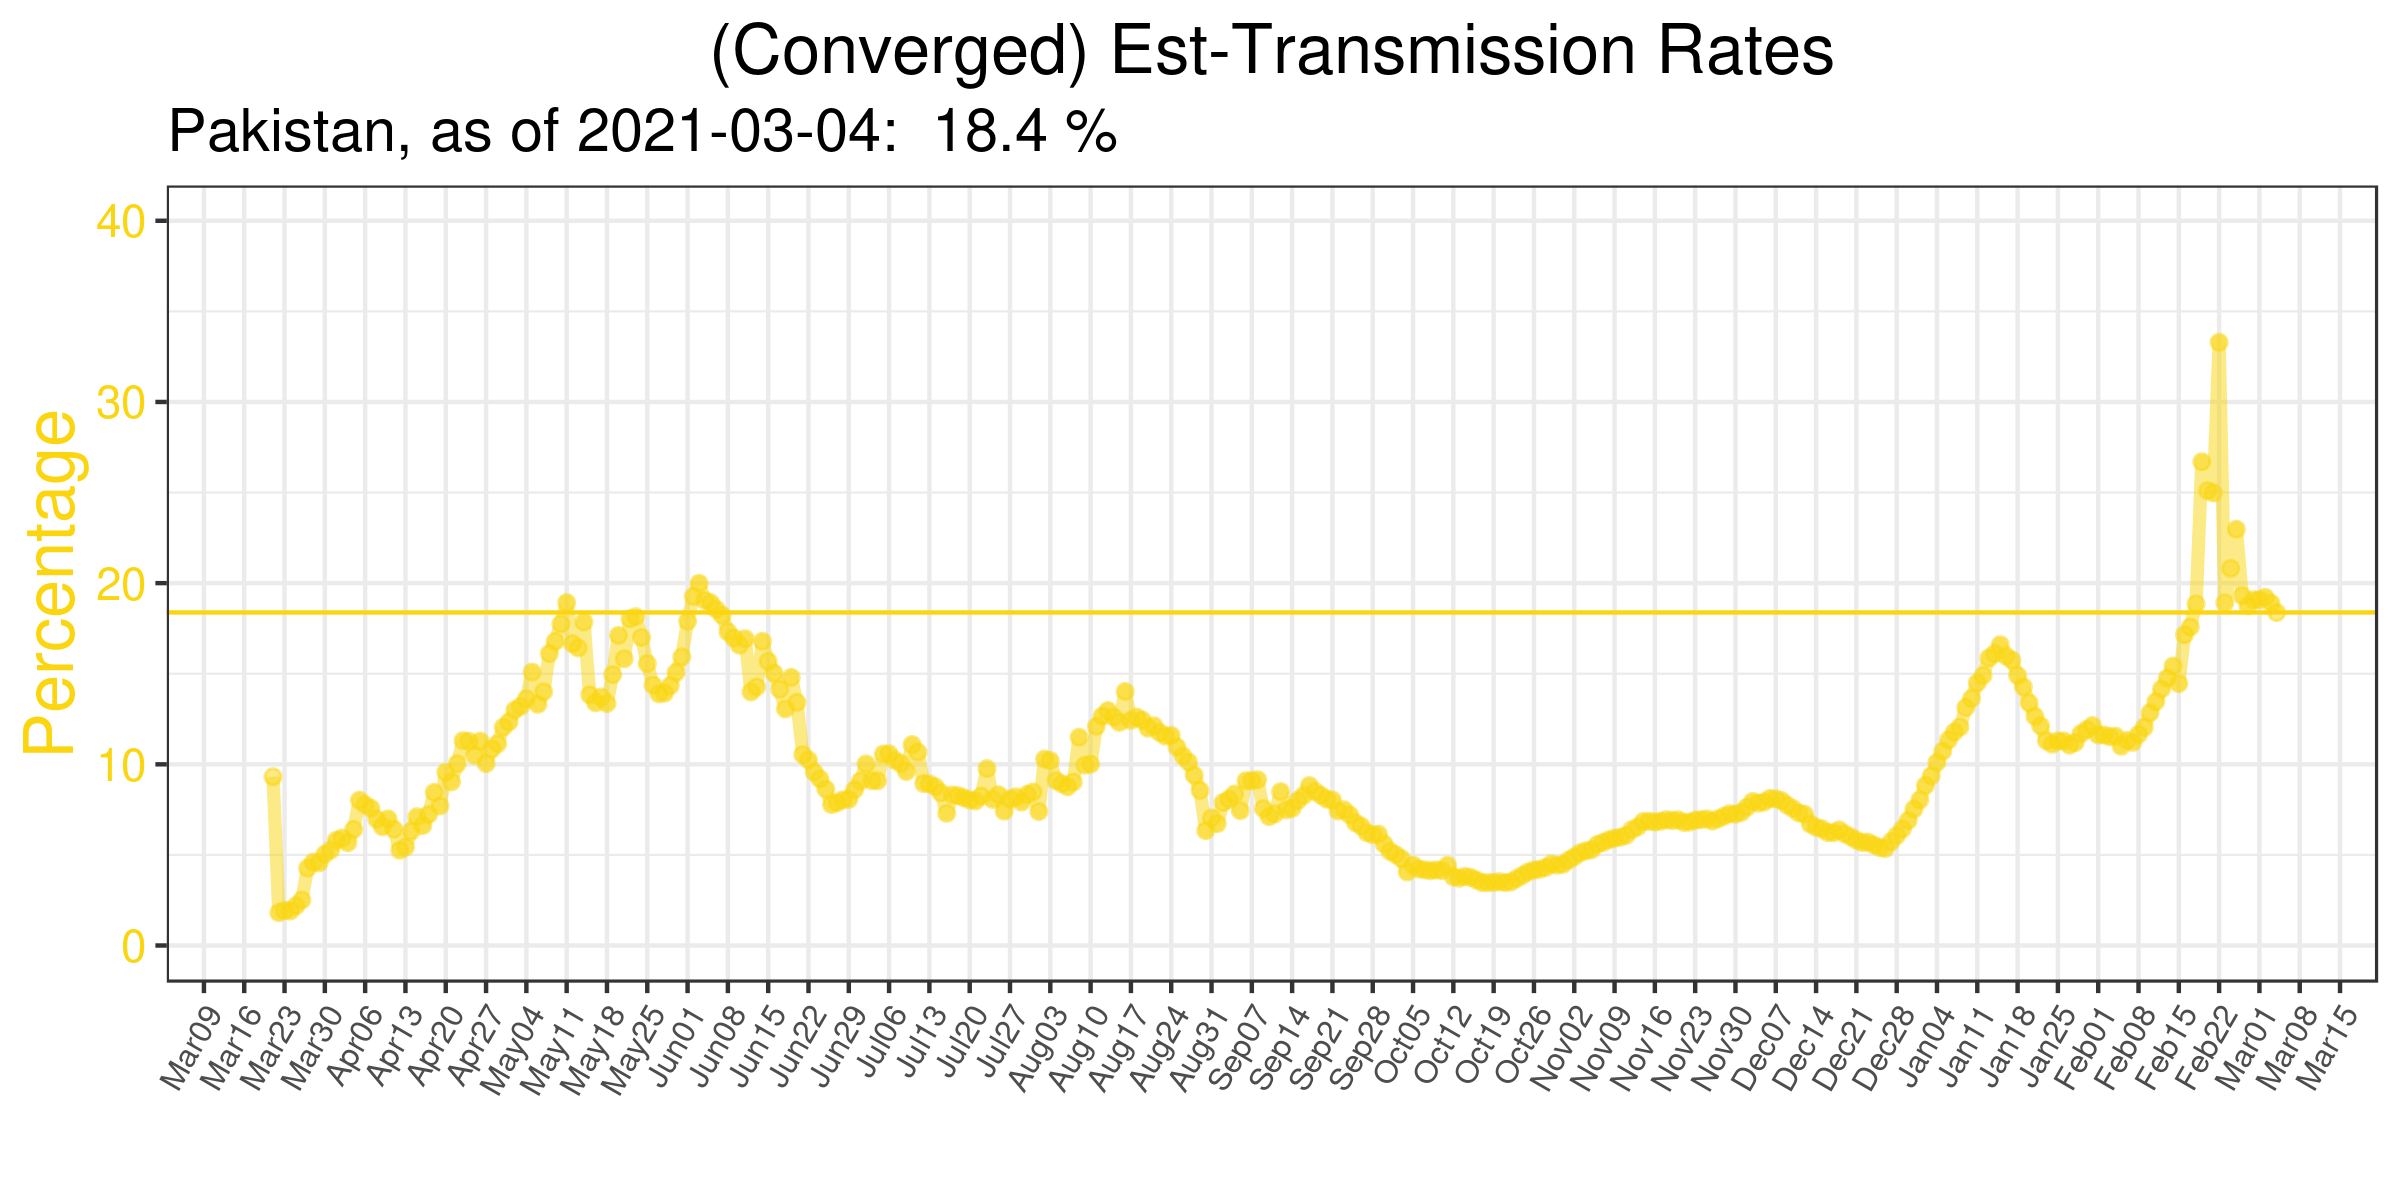 (Converged) Est-Transmission Rates
Pakistan, as of 2021-03-04:  18.4 %
Percentage
40
30
20
10
0
Mar09
Mar16
Mar23
Mar30
Apr06
Apr13
Apr20
Apr27
May04
May11
May18
May25
Jun01
Jun08
Jun15
Jun22
Jun29
Jul06
Jul13
Jul20
Jul27
Aug03
Aug10
Aug17
Aug24
Aug31
Sep07
Sep14
Sep21
Sep28
Oct05
Oct12
Oct19
Oct26
Nov02
Nov09
Nov16
Nov23
Nov30
Dec07
Dec14
Dec21
Dec28
Jan04
Jan11
Jan18
Jan25
Feb01
Feb08
Feb15
Feb22
Mar01
Mar08
Mar15